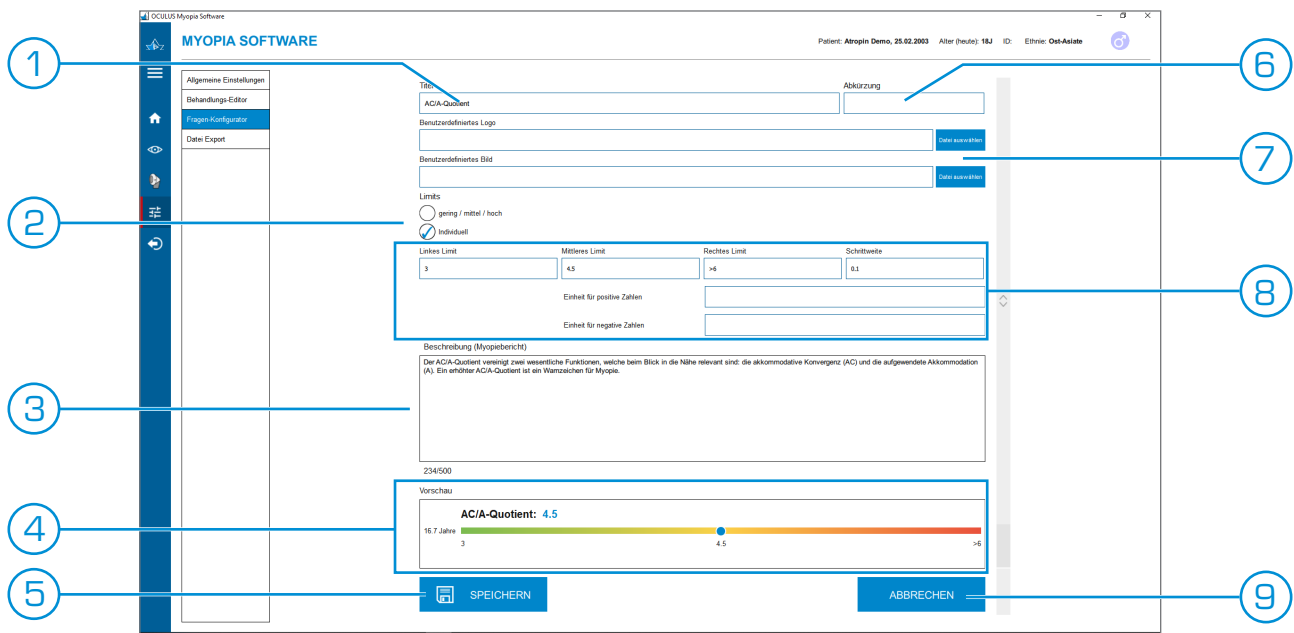 OCULUS Myopia Software
MYOPIA SOFTWARE
Patient: Atropin Demo, 25.02.2003 Alter (heute): 18J ID: Ethnie: Ost-Asiate
1
2
3
4
5
6
7
8
9
Allgemeine Einstellungen
Behandlungs-Editor
Fragen-Konfigurator
Datei Export
Titel Abkürzung
AC/A-Quotient
Benutzerdefiniertes Logo
Datei auswählen
Benutzerdefiniertes Bild
Datei auswählen
Limits
gering / mittel / hoch
Individuell
Linkes Limit Mittleres Limit Rechtes Limit Schrittweite
3 4.5 >6 0.1
Einheit für positive Zahlen
Einheit für negative Zahlen
Beschreibung (Myopiebericht)
Der AC/A-Quotient vereinigt zwei wesentliche Funktionen, welche beim Blick in die Nähe relevant sind: die akkommodative Konvergenz (AC) und die aufgewendete Akkommodation
(A). Ein erhöhter AC/A-Quotient ist ein Warnzeichen für Myopie.
234/500
Vorschau
AC/A-Quotient: 4.5
16.7 Jahre
3 4.5 >6
SPEICHERN ABBRECHEN